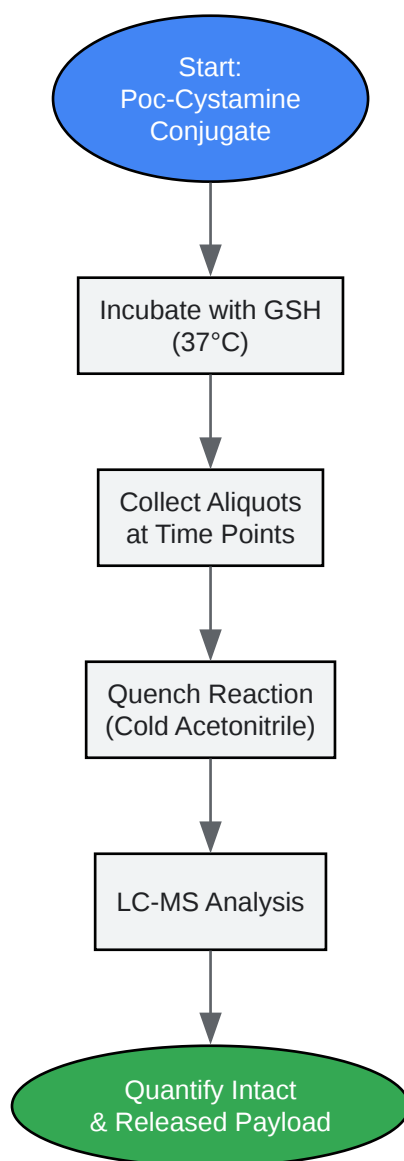 Start:
Poc-Cystamine
Conjugate
Incubate with GSH
(37°C)
Collect Aliquots
at Time Points
Quench Reaction
(Cold Acetonitrile)
LC-MS Analysis
Quantify Intact
& Released Payload